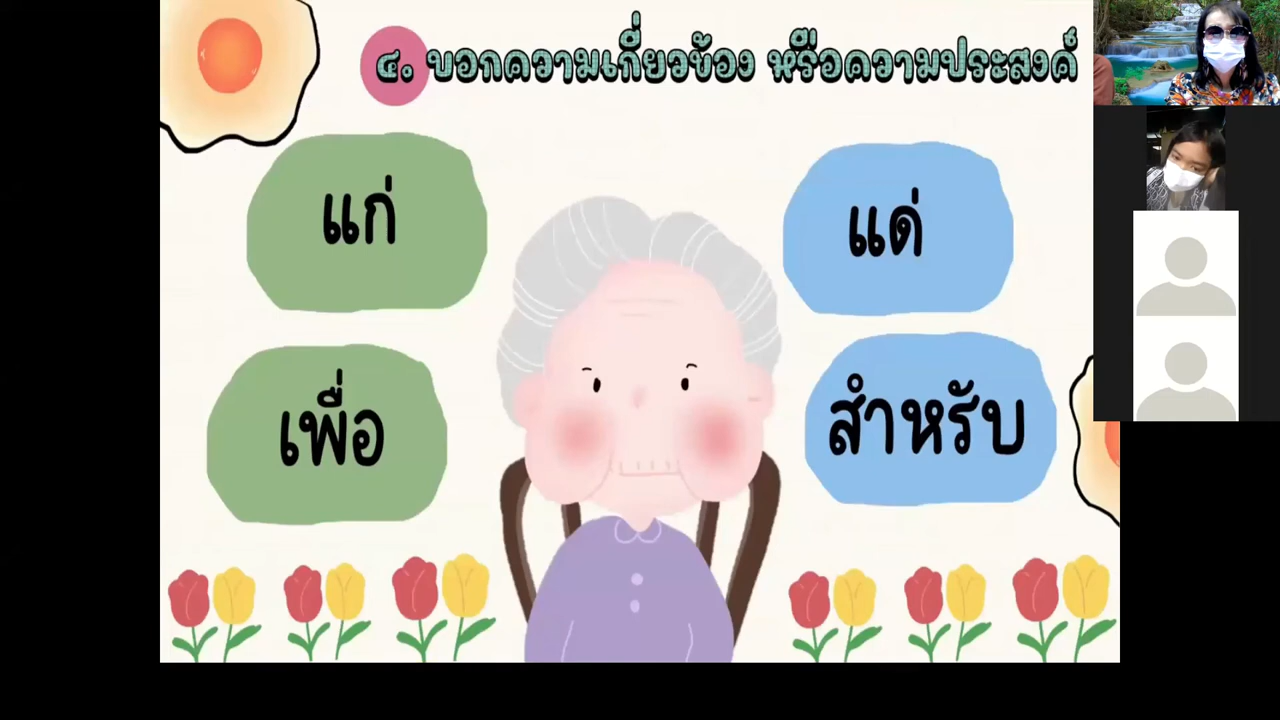 ๔. บอกความเกี่ยวข้อง หรือความประสงค์
แก่
แด่
เพื่อ
สำหรับ